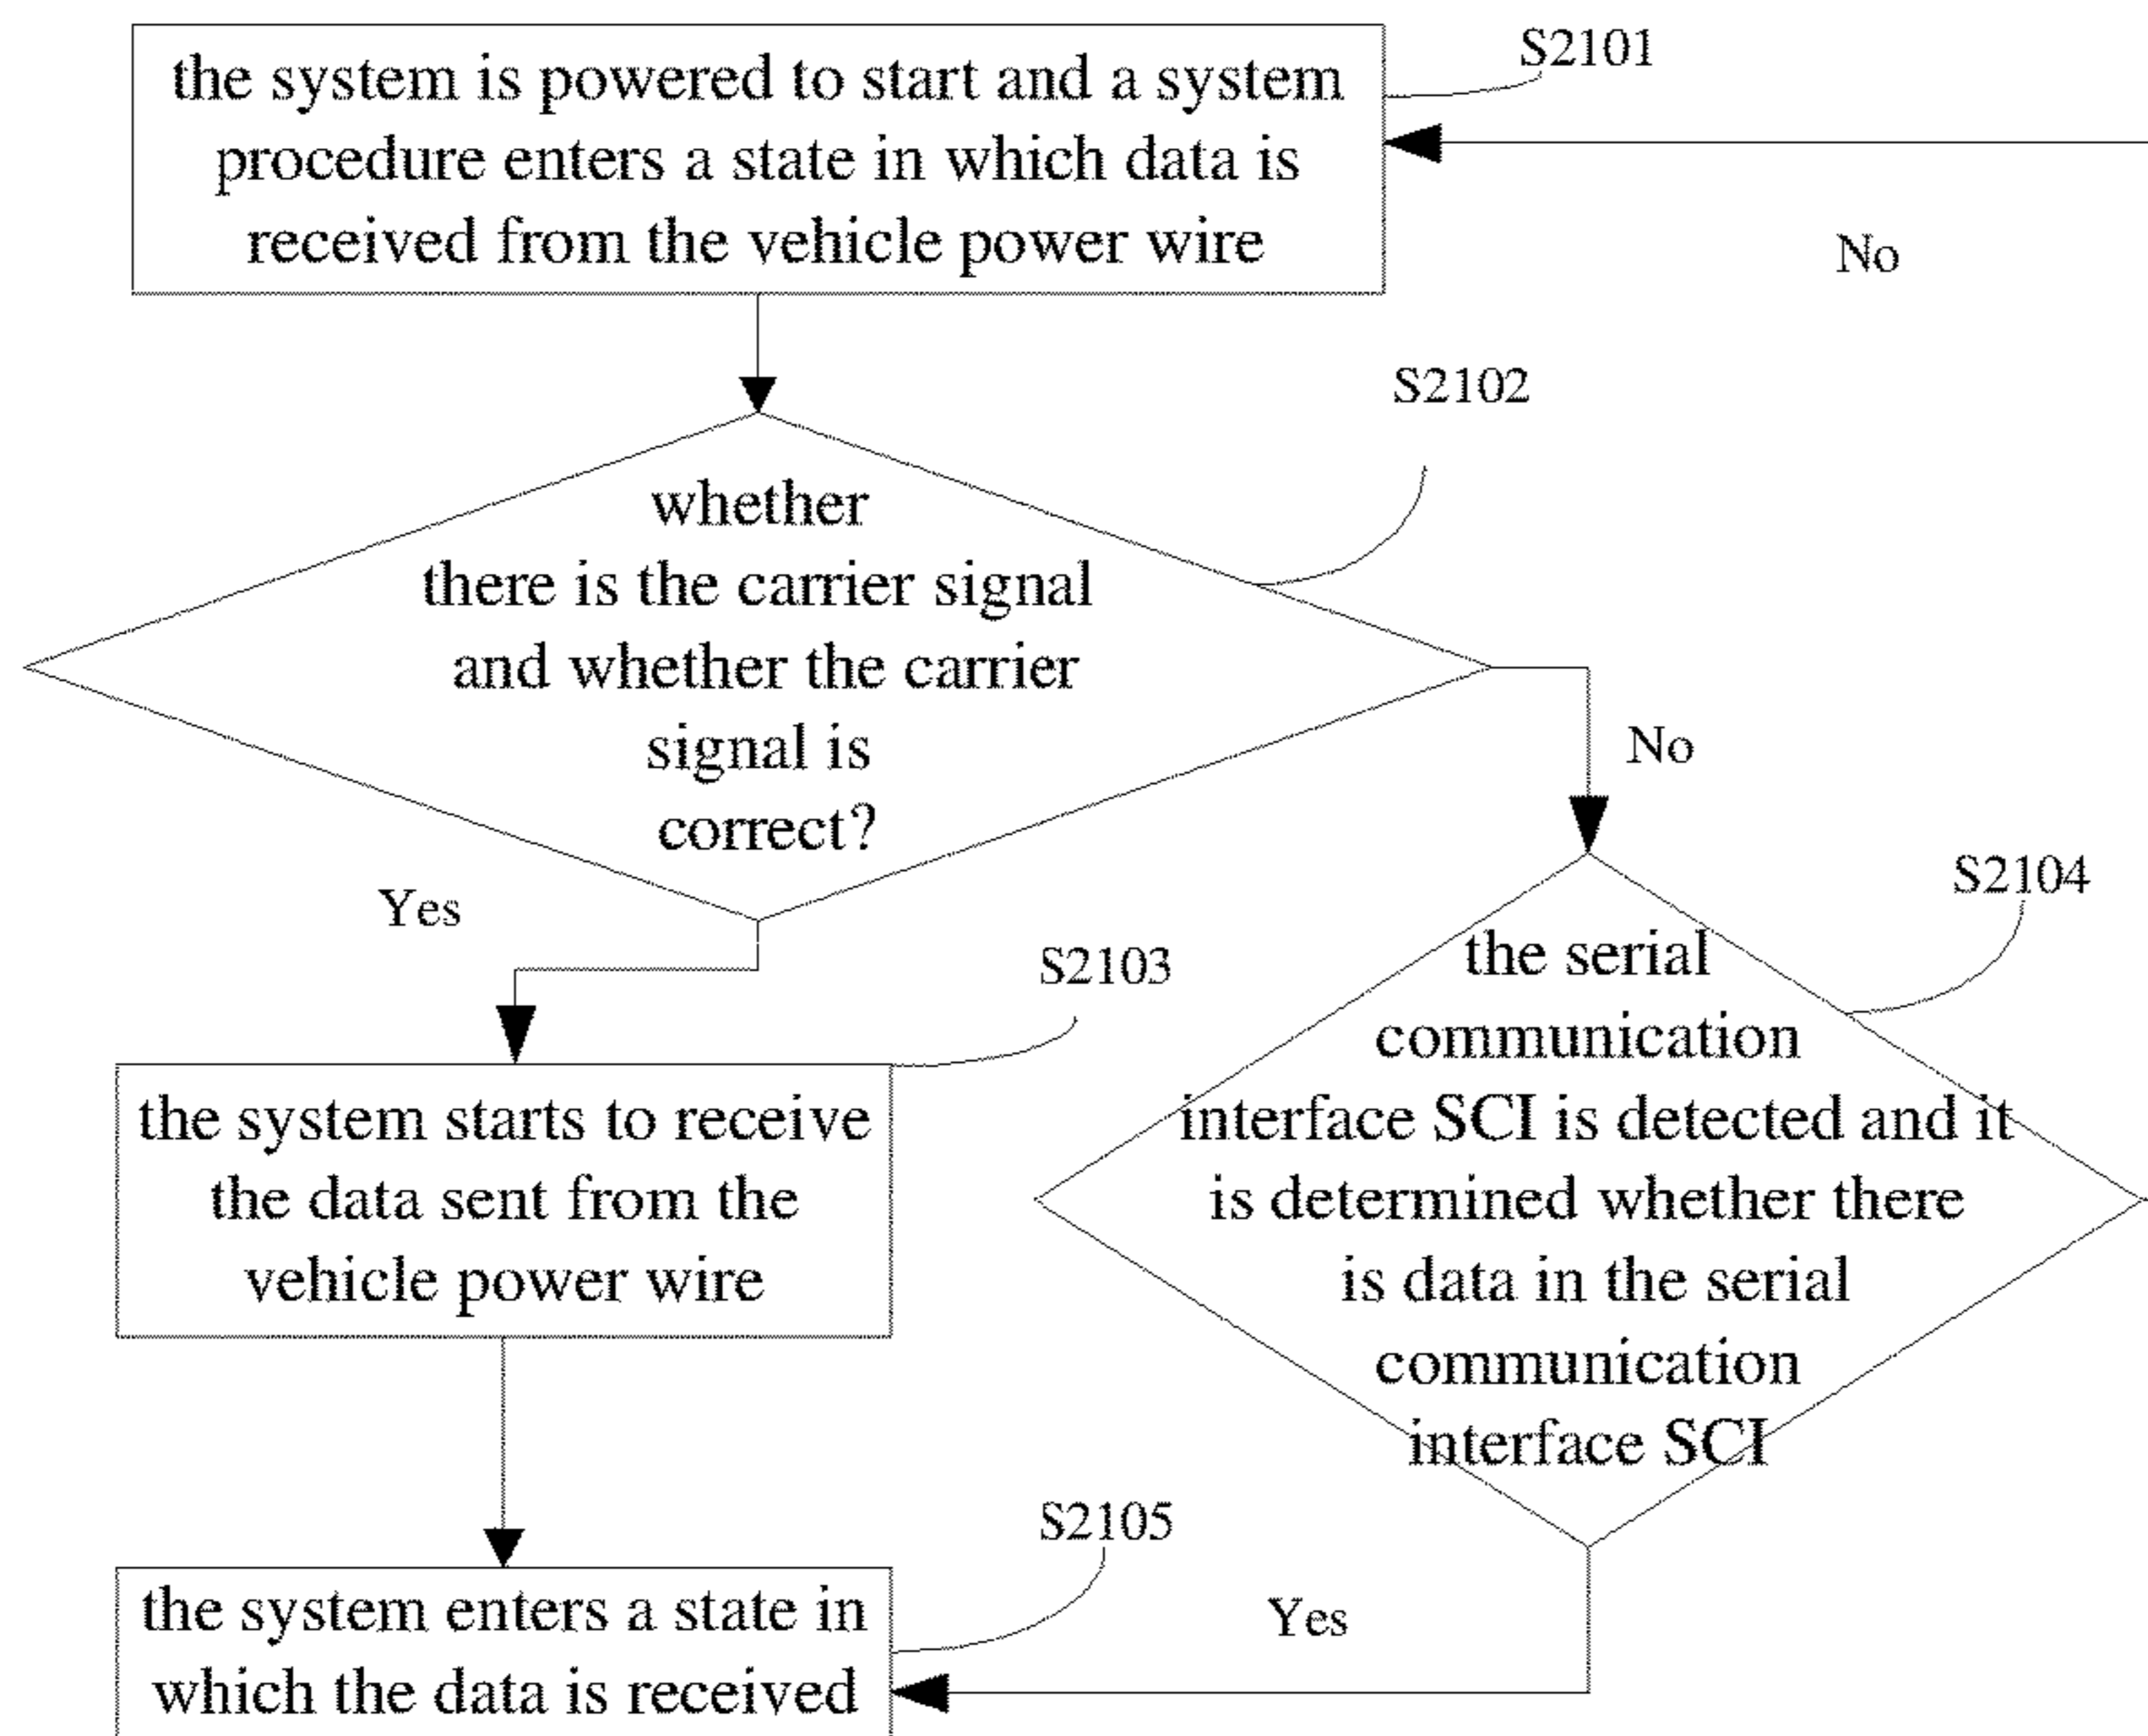 S2101
the system is powered to start and a system
procedure enters a state in which data is
received from the vehicle power wire
No
S2102
whether
there is the carrier signal
and whether the carrier
signal is
correct?
No
Yes
S2104
S2103
the serial
communication
interface SCI is detected and it
is determined whether there
is data in the serial
communication
interface SCI
the system starts to receive
the data sent from the
vehicle power wire
S2105
Yes
the system enters a state in
which the data is received